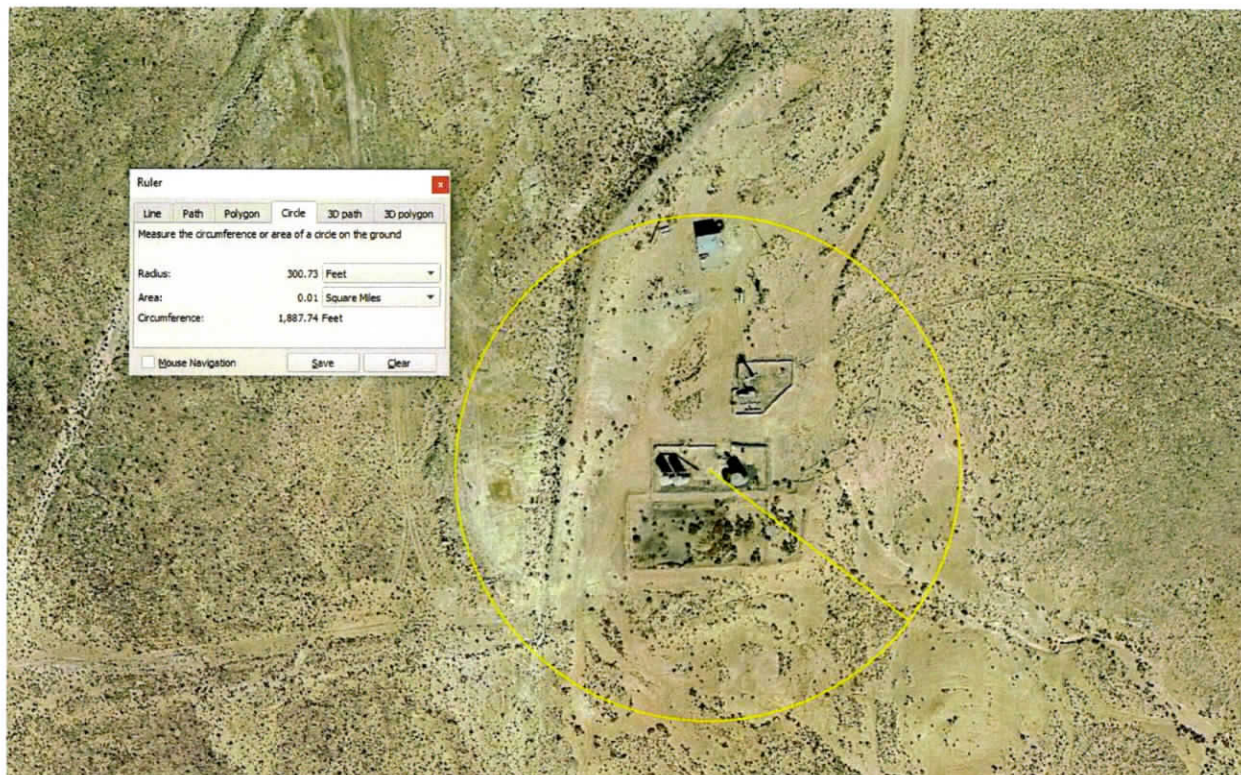 Ruler
x
Line Path Polygon Circle 3D path 3D polygon
Measure the circumference or area of a circle on the ground
Radius: 300.73 Feet
Area: 0.01 Square Miles
Circumference: 1,887.74 Feet
Mouse Navigation Save Clear